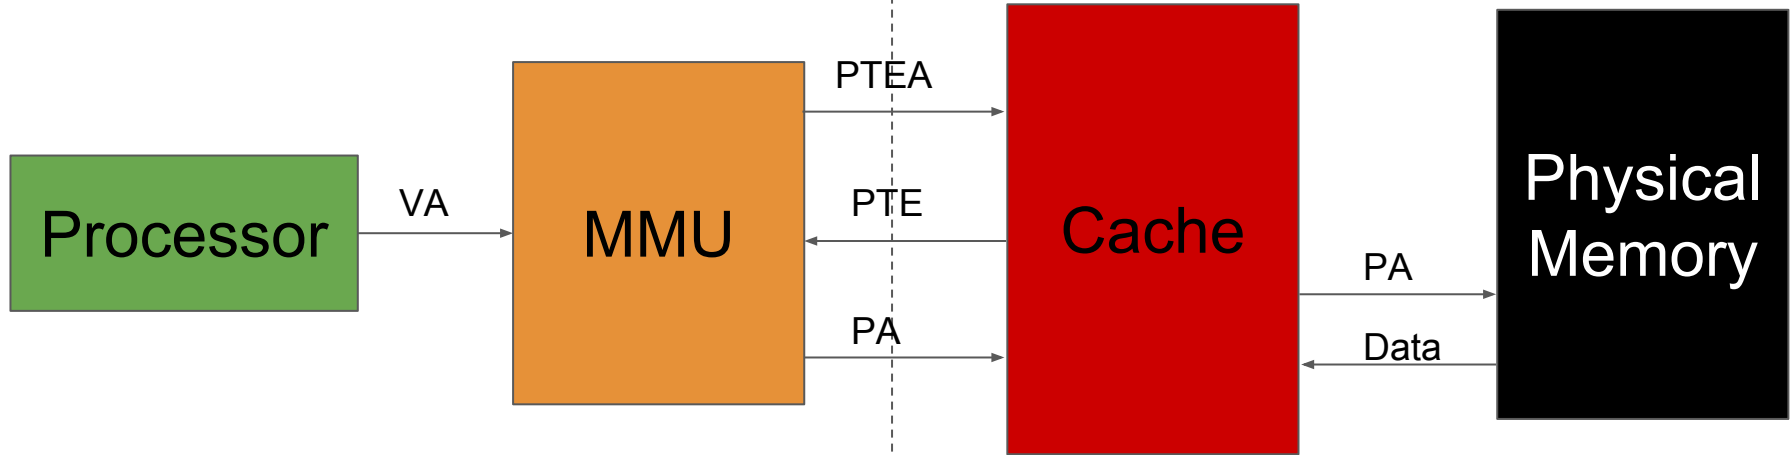 Processor
VA
MMU
PTEA
PTE
PA
Cache
PA
Data
Physical
Memory